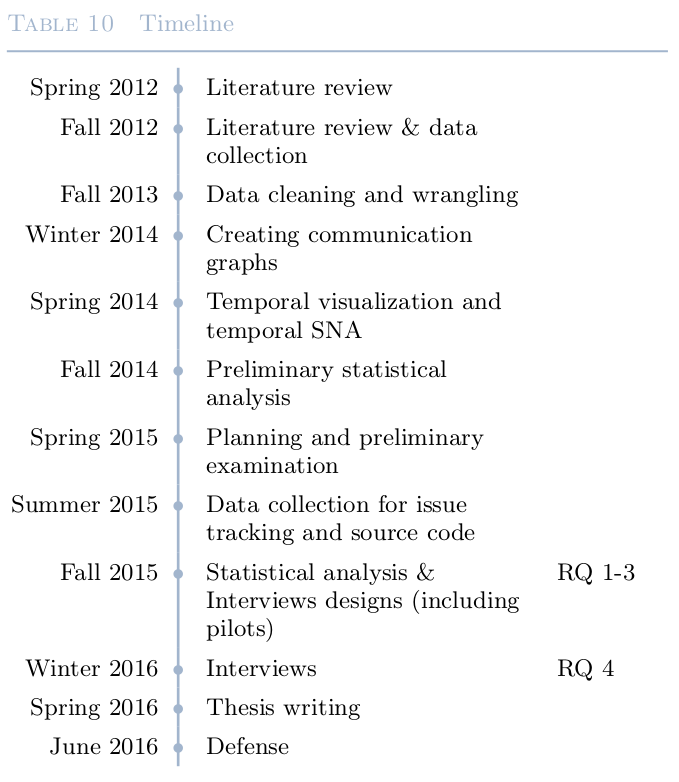 TABLE 10 Timeline
Spring 2012 Literature review
Fall 2012 Literature review & data
collection
Fall 2013 Data cleaning and wrangling
Winter 2014 Creating communication
graphs
Spring 2014 Temporal visualization and
temporal SNA
Fall 2014 Preliminary statistical
analysis
Spring 2015 Planning and preliminary
examination
Summer 2015 Data collection for issue
tracking and source code
Fall 2015 Statistical analysis & RQ 1-3
Interviews designs (including
pilots)
Winter 2016 Interviews RQ 4
Spring 2016 Thesis writing
June 2016 Defense